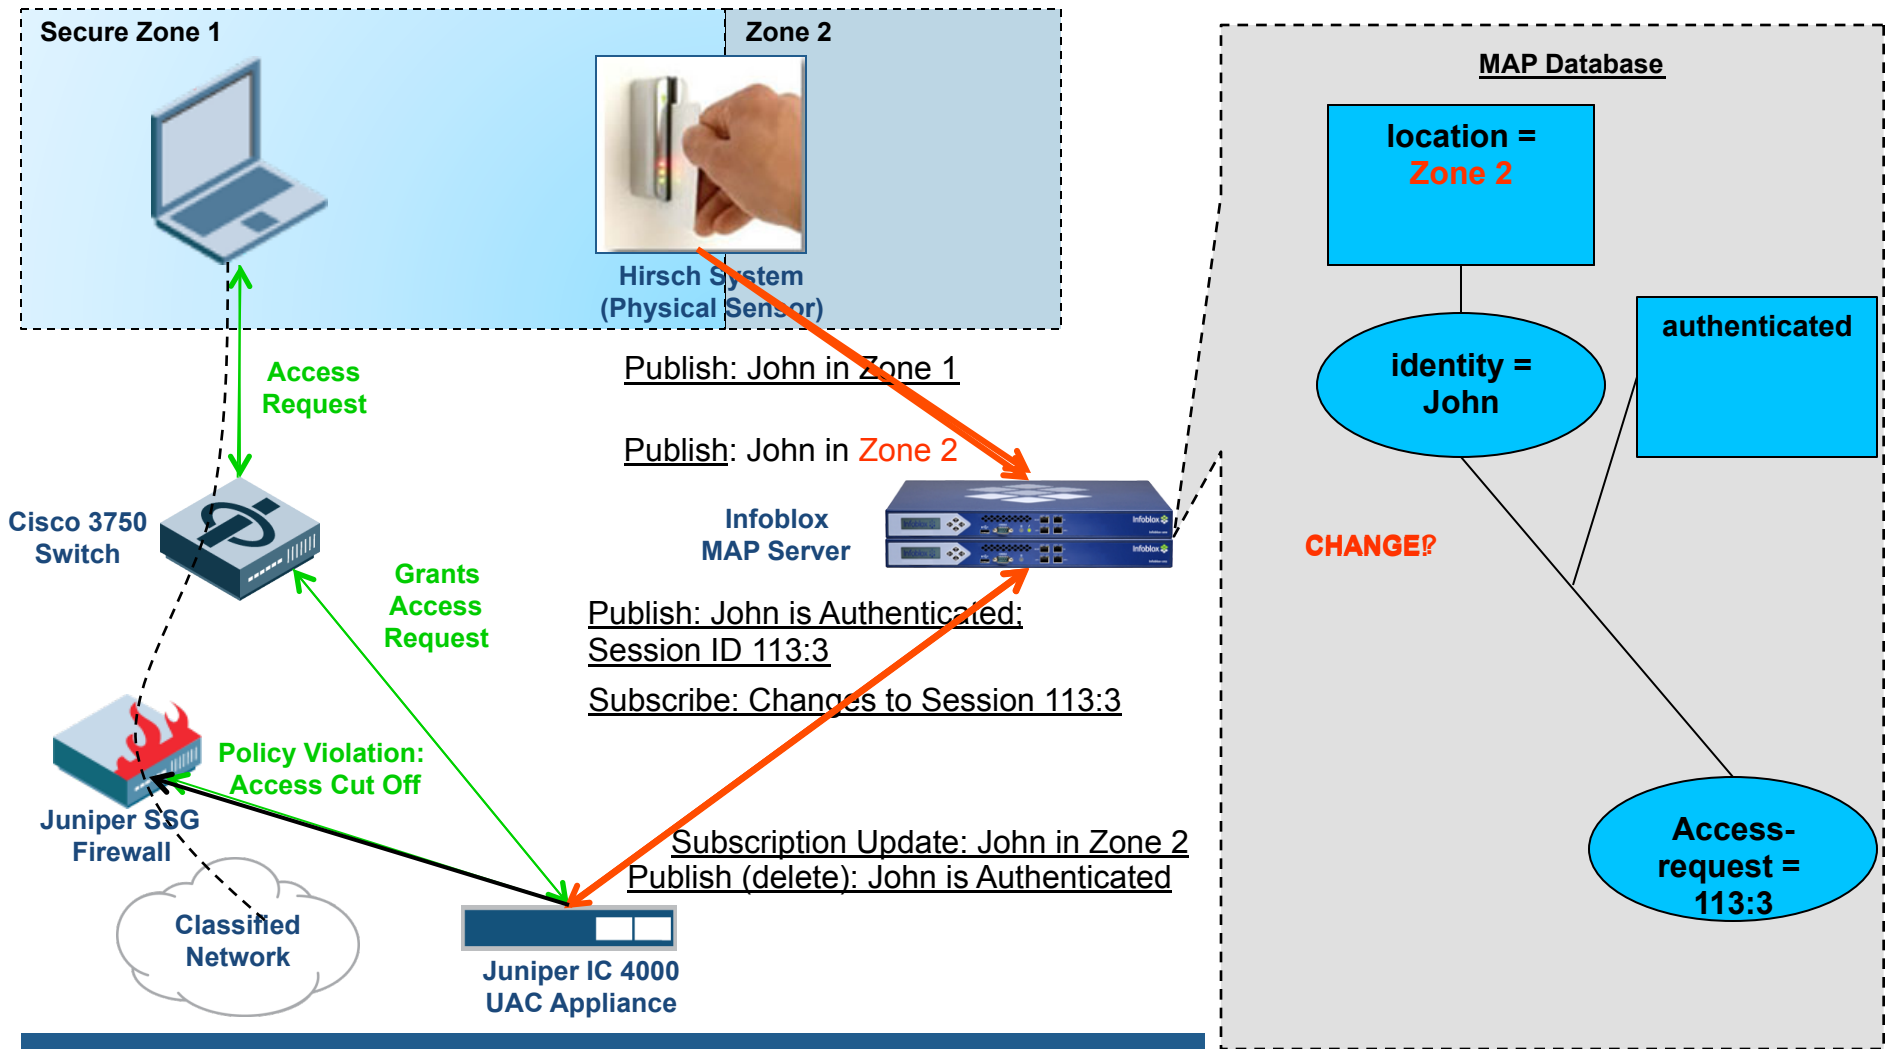 Secure Zone 1
Zone 2
Hirsch System
(Physical Sensor)
Access
Request
Publish: John in Zone 1
Publish: John in Zone 2
Cisco 3750
Switch
Infoblox
MAP Server
Infoblox
Infoblox
Grants
Access
Request
Publish: John is Authenticated;
Session ID 113:3
Subscribe: Changes to Session 113:3
Policy Violation:
Access Cut Off
Juniper SSG
Firewall
Subscription Update: John in Zone 2
Publish (delete): John is Authenticated
Classified
Network
Juniper IC 4000
UAC Appliance
MAP Database
location =
Zone 2
authenticated
identity =
John
CHANGE!?
Access-
request =
113:3